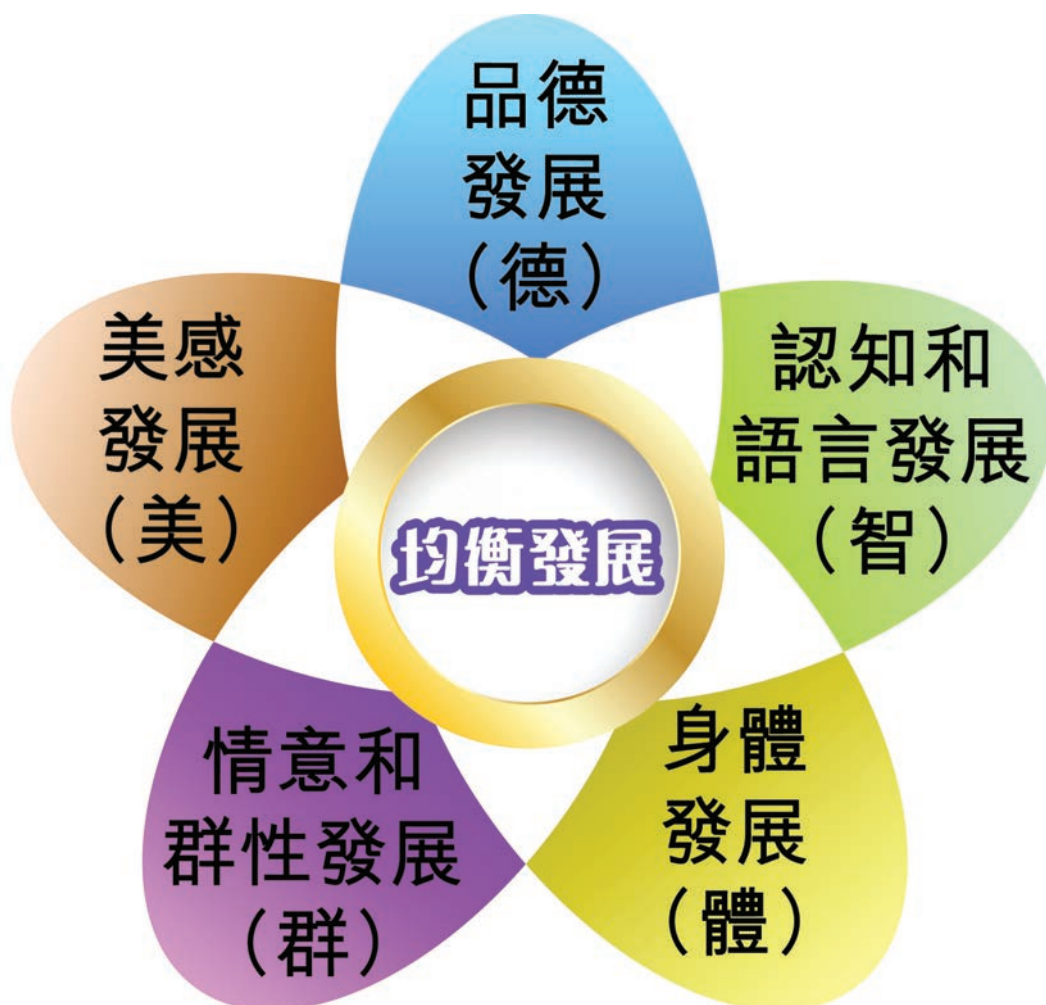 品德
發展
（德）
認知和
語言發展
（智）
身體
發展
（體）
情意和
群性發展
（群）
美感
發展
（美）
均衡發展